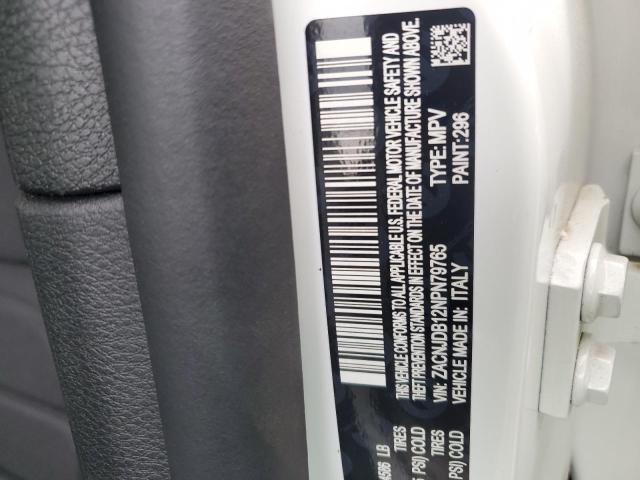 THIS VEHICLE CONFORMS TO ALL APPLICABLE U.S. FEDERAL MOTOR VEHICLE SAFETY AND
THEFT PREVENTION STANDARDS IN EFFECT ON THE DATE OF MANUFACTURE SHOWN ABOVE.
VIN: ZACNJDB12NPN79765 TYPE: MPV
VEHICLE MADE IN: ITALY PAINT: 296
LB
TIRES
PSI) COLD
TIRES
PSI) COLD